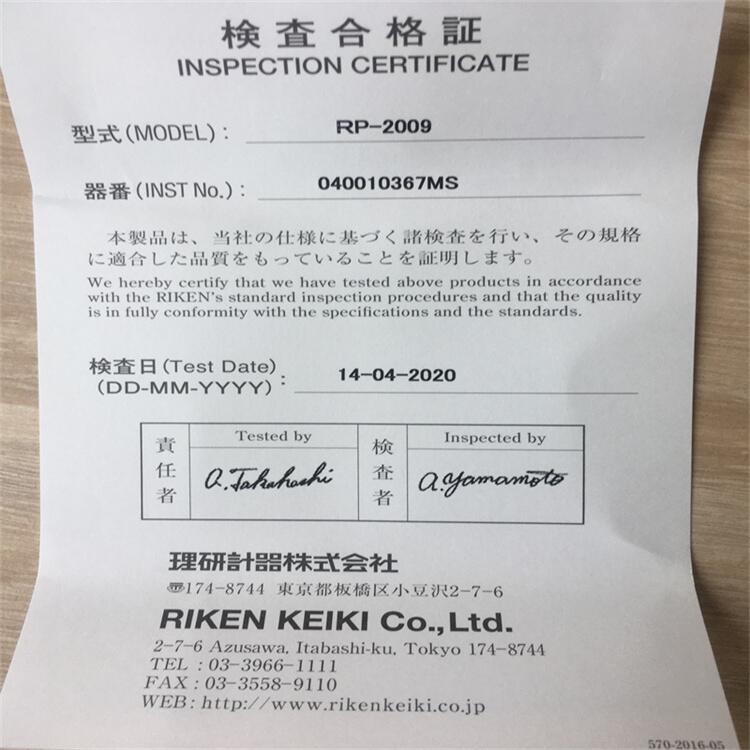 検査合格証
INSPECTION CERTIFICATE
型式(MODEL): RP-2009
器番(INST No.): 040010367MS
本製品は、当社の仕様に基づく諸検査を行い、その規格
に適合した品質をもっていることを証明します。
We hereby certify that we have tested above products in accordance
with the RIKEN's standard inspection procedures and that the quality
is in fully conformity with the specifications and the standards.
検査日(Test Date)
(DD-MM-YYYY): 14-04-2020
責任者
Tested by
A.Takahashi
検査者
Inspected by
A.Yamamoto
理研計器株式会社
☎174-8744 東京都板橋区小豆沢2-7-6
RIKEN KEIKI Co.,Ltd.
2-7-6 Azusawa, Itabashi-ku, Tokyo 174-8744
TEL : 03-3966-1111
FAX : 03-3558-9110
WEB: http://www.rikenkeiki.co.jp
570-2016-05